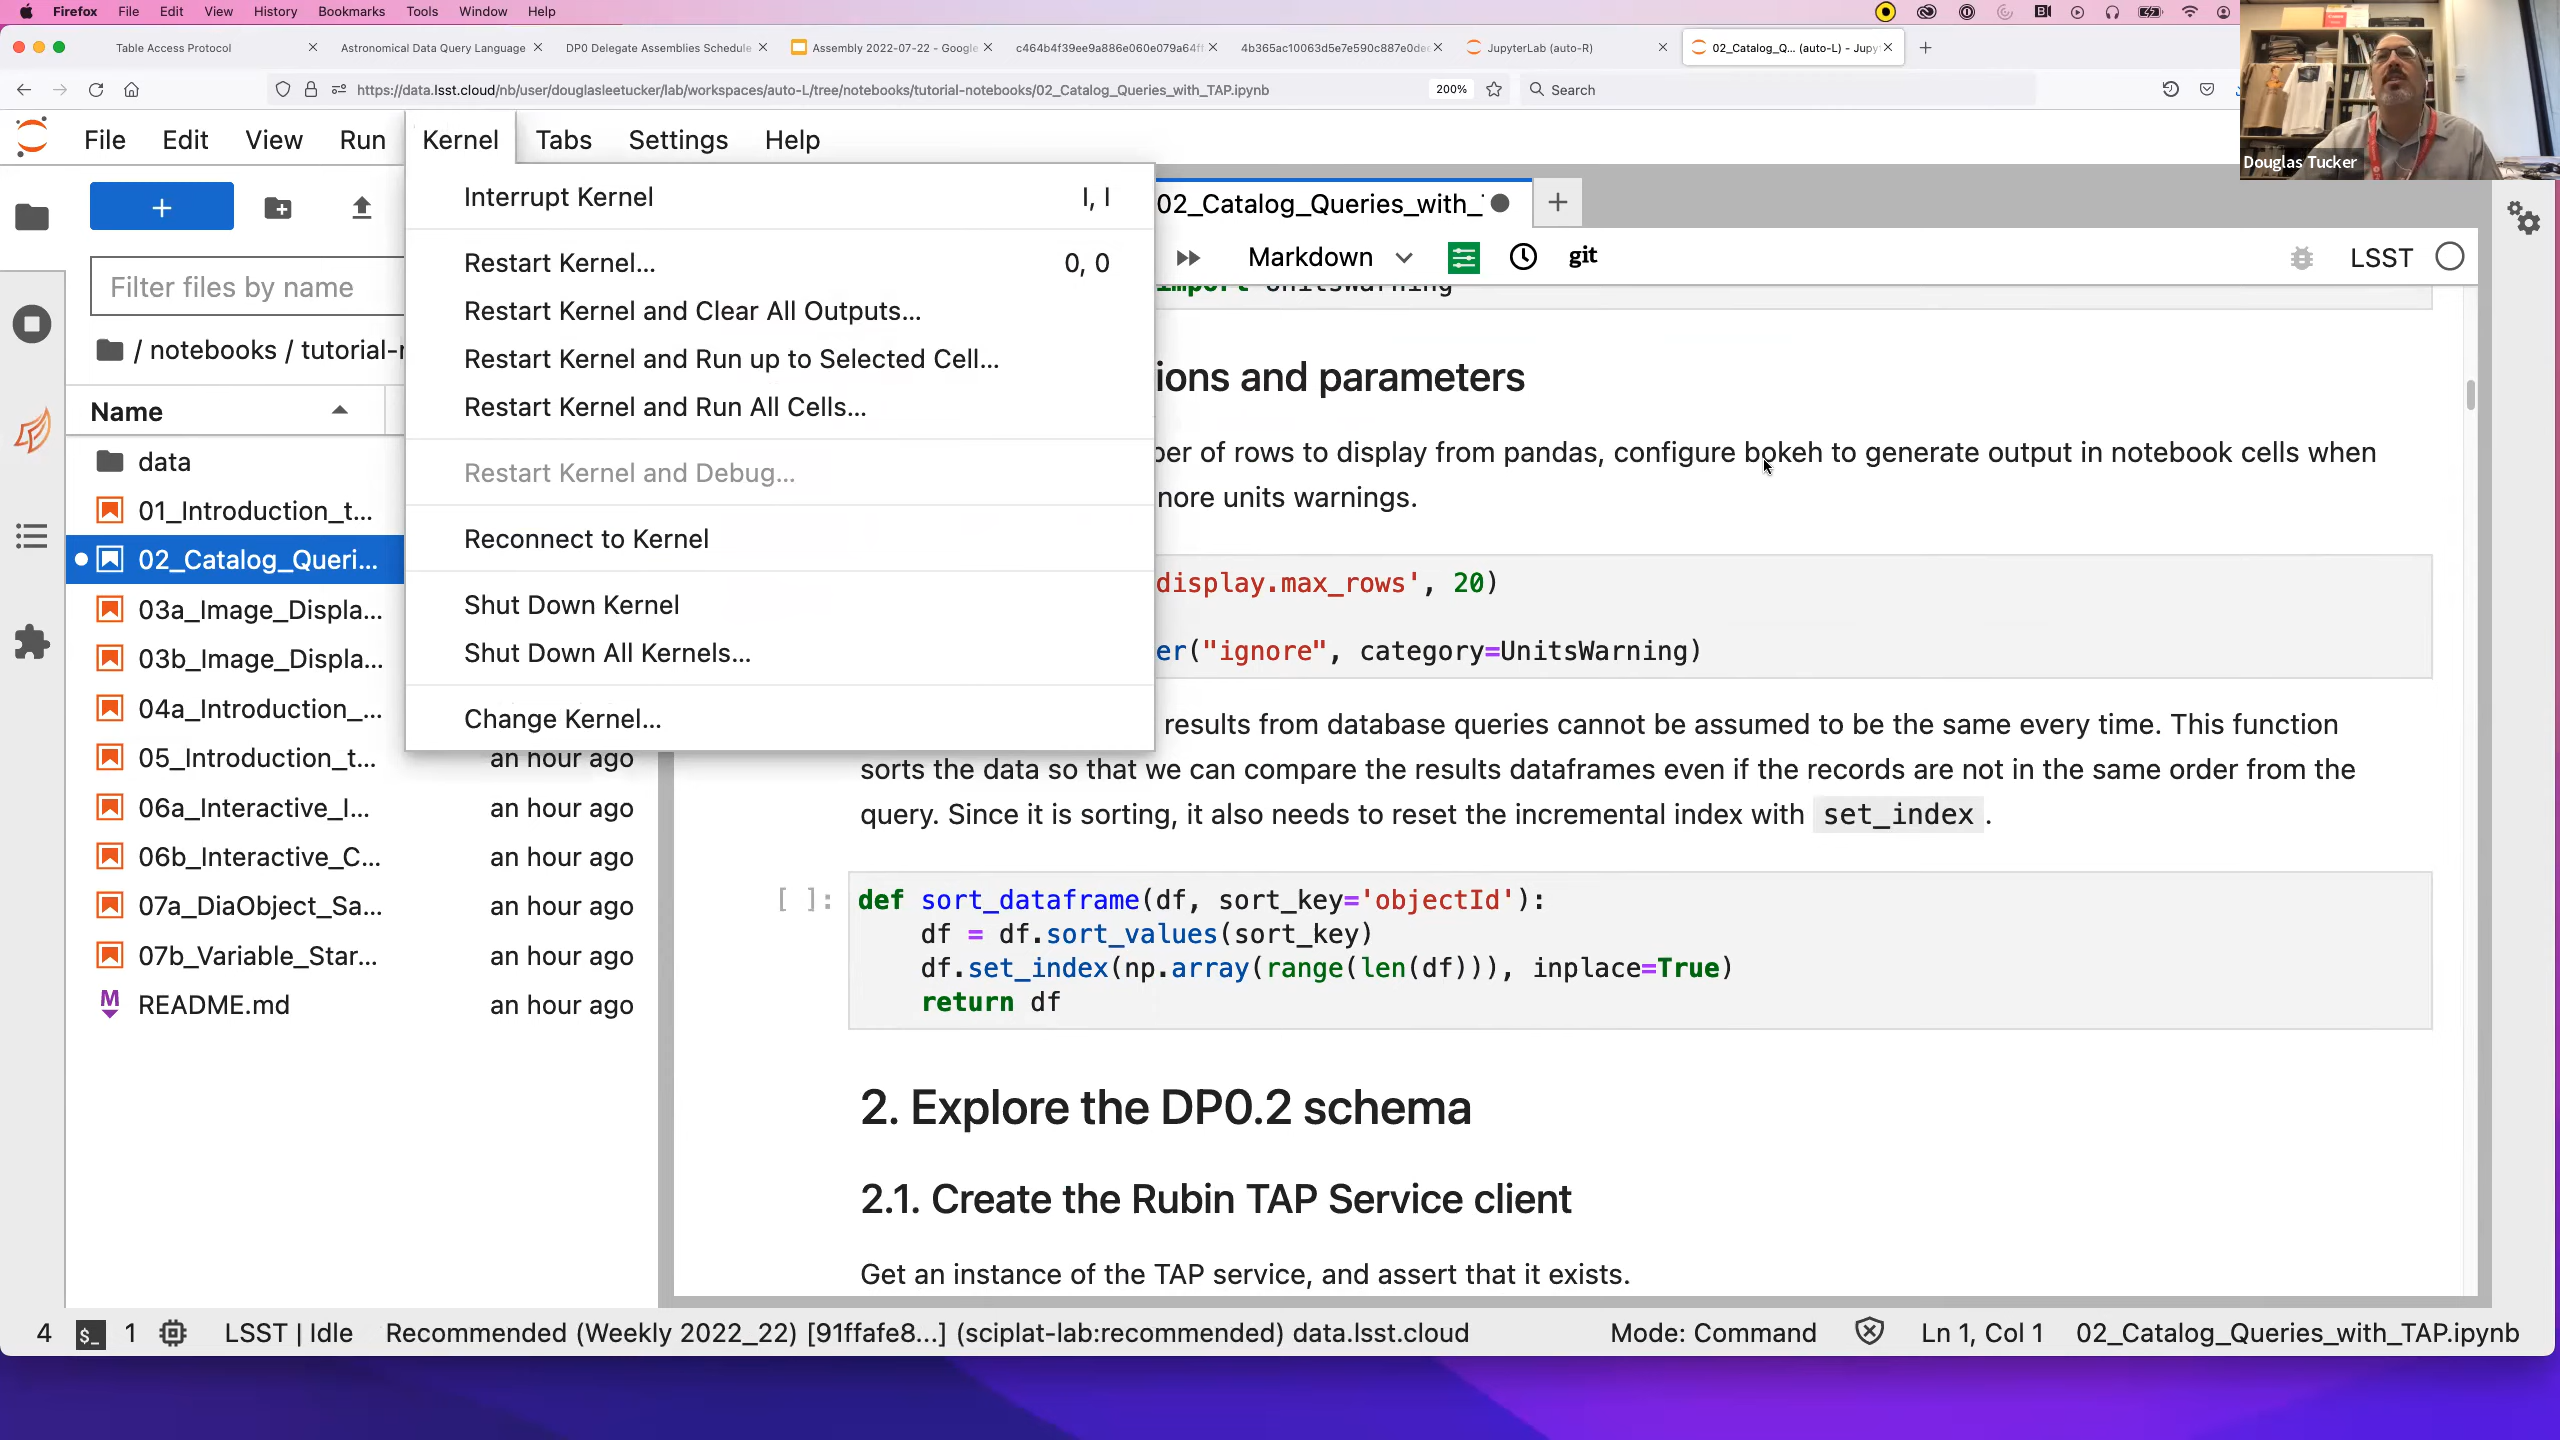 Firefox File Edit View History Bookmarks Tools Window Help
Table Access Protocol
Astronomical Data Query Language
DP0 Delegate Assemblies Schedule
Assembly 2022-07-22 - Google
c464b4f39ee9a886e060e079a64f
4b365ac10063d5e7e590c887e0de
JupyterLab (auto-R)
02_Catalog_Q... (auto-L) - Jupy
https://data.lsst.cloud/nb/user/douglasleetucker/lab/workspaces/auto-L/tree/notebooks/tutorial-notebooks/02_Catalog_Queries_with_TAP.ipynb
200%
Search
Douglas Tucker
File Edit View Run Kernel Tabs Settings Help
Interrupt Kernel I, I
Restart Kernel... 0, 0
Restart Kernel and Clear All Outputs...
Restart Kernel and Run up to Selected Cell...
Restart Kernel and Run All Cells...
Restart Kernel and Debug...
Reconnect to Kernel
Shut Down Kernel
Shut Down All Kernels...
Change Kernel...
+
Filter files by name
/ notebooks / tutorial-
Name
data
01_Introduction_t...
02_Catalog_Queri...
03a_Image_Displa...
03b_Image_Displa...
04a_Introduction_...
05_Introduction_t... an hour ago
06a_Interactive_I... an hour ago
06b_Interactive_C... an hour ago
07a_DiaObject_Sa... an hour ago
07b_Variable_Star... an hour ago
README.md an hour ago
02_Catalog_Queries_with_
Markdown git LSST
import UnitsWarning
ions and parameters
ber of rows to display from pandas, configure bokeh to generate output in notebook cells when
nore units warnings.
display.max_rows', 20)
er("ignore", category=UnitsWarning)
results from database queries cannot be assumed to be the same every time. This function
sorts the data so that we can compare the results dataframes even if the records are not in the same order from the
query. Since it is sorting, it also needs to reset the incremental index with set_index .
[ ]: def sort_dataframe(df, sort_key='objectId'):
df = df.sort_values(sort_key)
df.set_index(np.array(range(len(df))), inplace=True)
return df
2. Explore the DP0.2 schema
2.1. Create the Rubin TAP Service client
Get an instance of the TAP service, and assert that it exists.
4 $_ 1 LSST | Idle Recommended (Weekly 2022_22) [91ffafe8...] (sciplat-lab:recommended) data.lsst.cloud Mode: Command Ln 1, Col 1 02_Catalog_Queries_with_TAP.ipynb